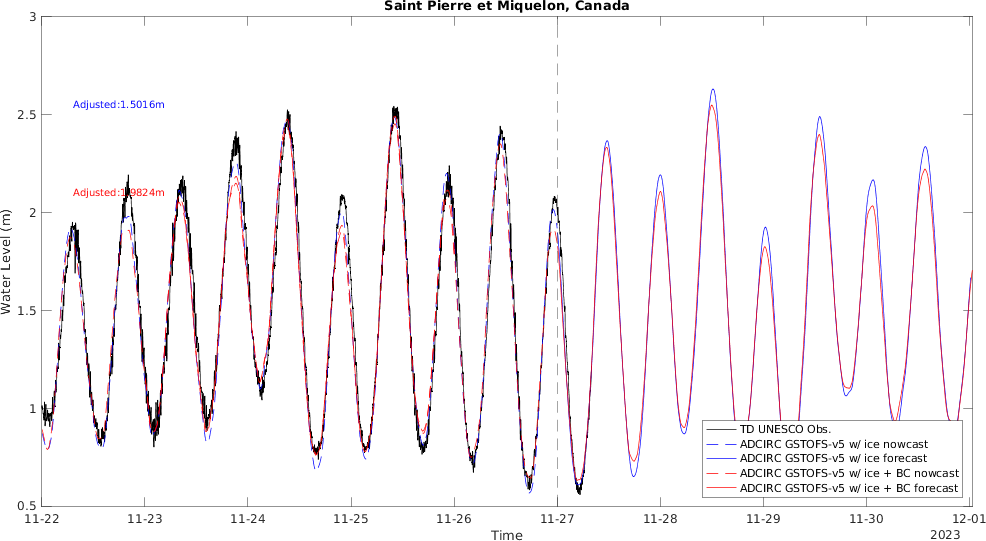 Saint Pierre et Miquelon, Canada
3
2.5
2
1.5
1
0.5
Water Level (m)
Adjusted:1.5016m
Adjusted:1.9824m
TD UNESCO Obs.
ADCIRC GSTOFS-v5 w/ ice nowcast
ADCIRC GSTOFS-v5 w/ ice forecast
ADCIRC GSTOFS-v5 w/ ice + BC nowcast
ADCIRC GSTOFS-v5 w/ ice + BC forecast
11-22 11-23 11-24 11-25 11-26 11-27 11-28 11-29 11-30 12-01
Time
2023